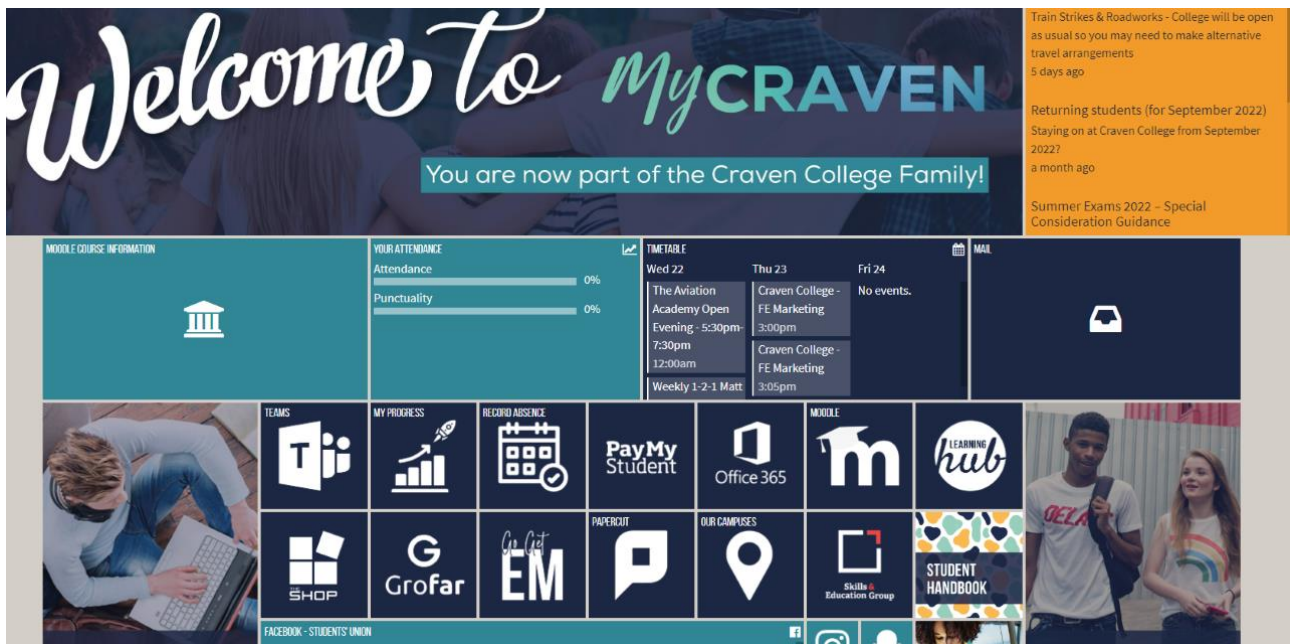 Welcome to
MyCRAVEN
You are now part of the Craven College Family!
Train Strikes & Roadworks - College will be open
as usual so you may need to make alternative
travel arrangements
5 days ago
Returning students (for September 2022)
Staying on at Craven College from September
2022?
a month ago
Summer Exams 2022 – Special
Consideration Guidance
MOODLE COURSE INFORMATION
YOUR ATTENDANCE
Attendance
0%
Punctuality
0%
TIMETABLE
Wed 22
The Aviation
Academy Open
Evening - 5:30pm-
7:30pm
12:00am
Weekly 1-2-1 Matt
Thu 23
Craven College -
FE Marketing
3:00pm
Craven College -
FE Marketing
3:05pm
Fri 24
No events.
MAIL
TEAMS
T
MY PROGRESS
RECORD ABSENCE
PayMy
Student
Office 365
MOODLE
m
LEARNING
hub
SHOP
G
Grofar
Go Get
EM
PAPERCUT
OUR CAMPUSES
Skills &
Education Group
STUDENT
HANDBOOK
DELA
FACEBOOK - STUDENTS' UNION
f